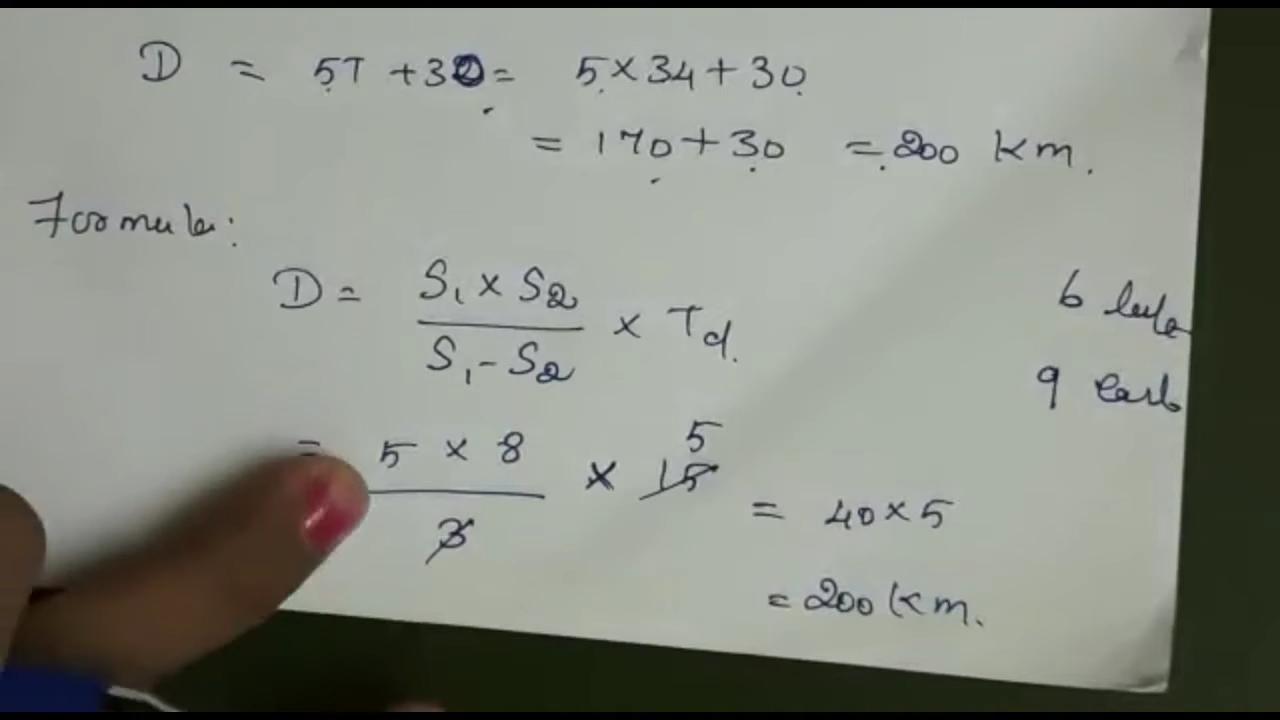 D = 5T + 30 = 5 × 34 + 30
= 170 + 30 = 200 km.
Formula:
D = S₁ × S₂ / S₁ - S₂ × Td.
= 5 × 8 / 3 × 15 5 = 40 × 5
= 200 km.
6 late
9